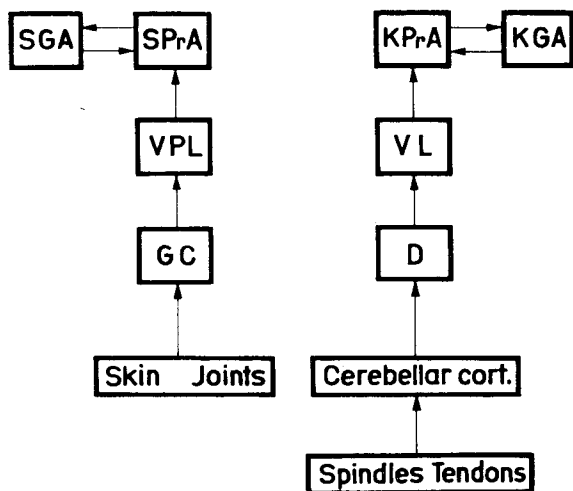 SGA SPrA KPrA KGA
VPL VL
GC D
Skin Joints Cerebellar cort.
Spindles Tendons